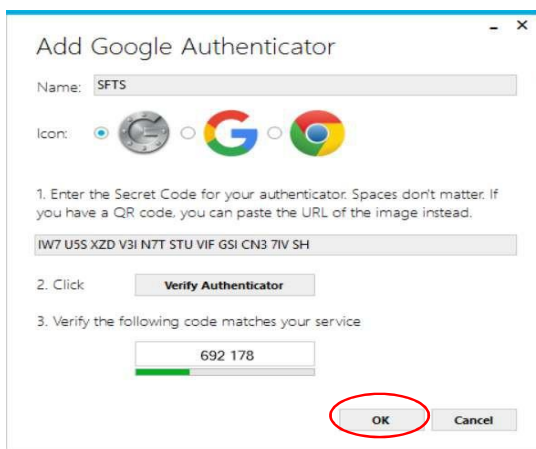 Add Google Authenticator
Name: SFTS
Icon:
1. Enter the Secret Code for your authenticator. Spaces don't matter. If
you have a QR code, you can paste the URL of the image instead.
IW7 U5S XZD V3I N7T STU VIF GSI CN3 7IV SH
2. Click Verify Authenticator
3. Verify the following code matches your service
692 178
OK Cancel